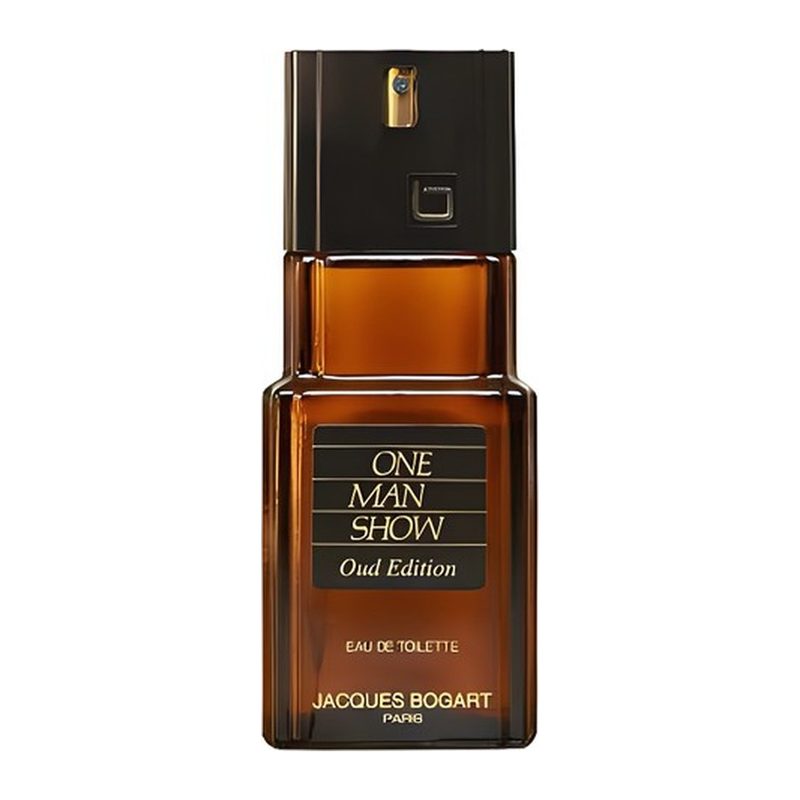 ONE
MAN
SHOW
Oud Edition
EAU DE TOILETTE
JACQUES BOGART
PARIS